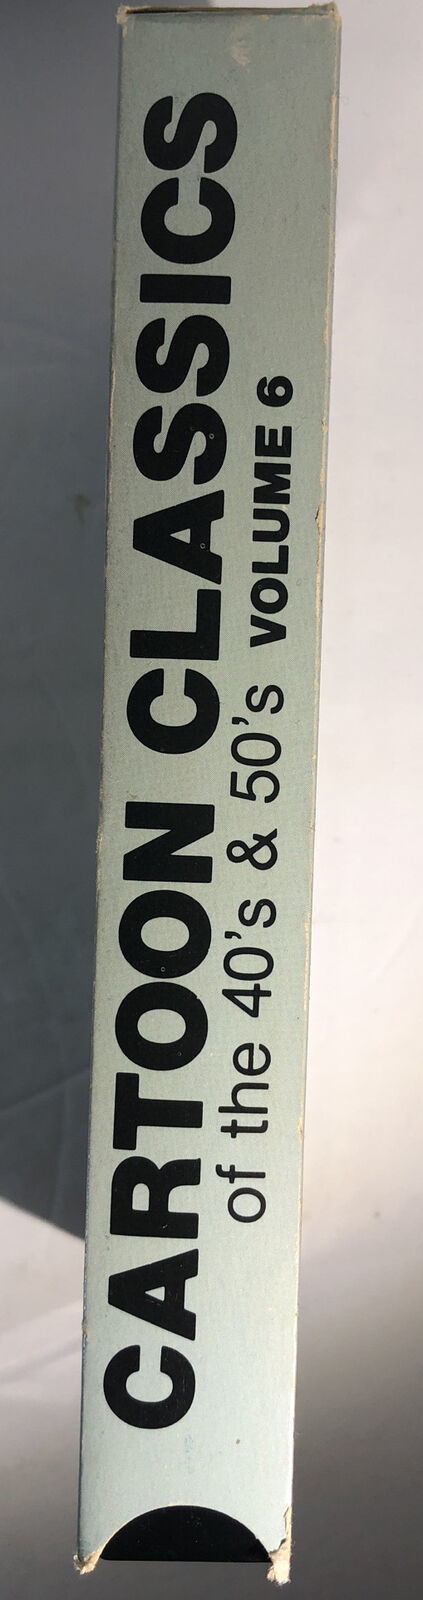 CARTOON CLASSICS
of the 40's & 50's VOLUME 6